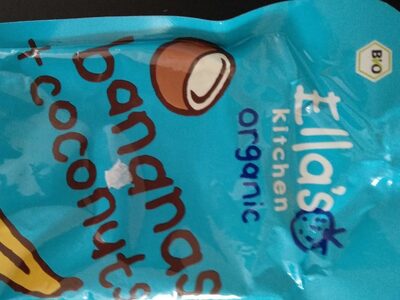 BIO
Ella's
kitchen
organic
bananas
+ coconuts